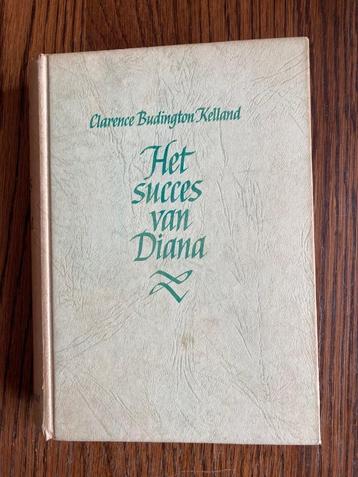 Clarence Budington Kelland
Het
succes
van
Diana